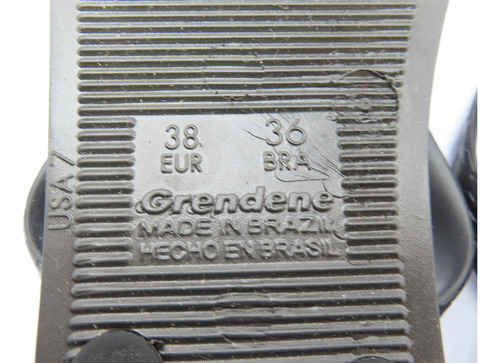 38 36
EUR BRA
Grendene
MADE IN BRAZIL
HECHO EN BRASIL
USA 7